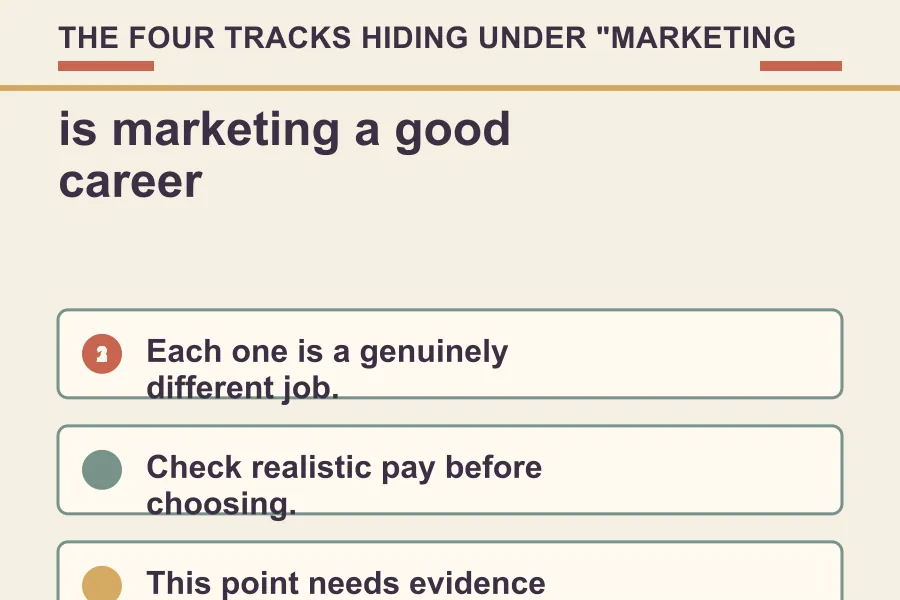 THE FOUR TRACKS HIDING UNDER "MARKETING
is marketing a good
career
Each one is a genuinely
different job.
Check realistic pay before
choosing.
This point needs evidence